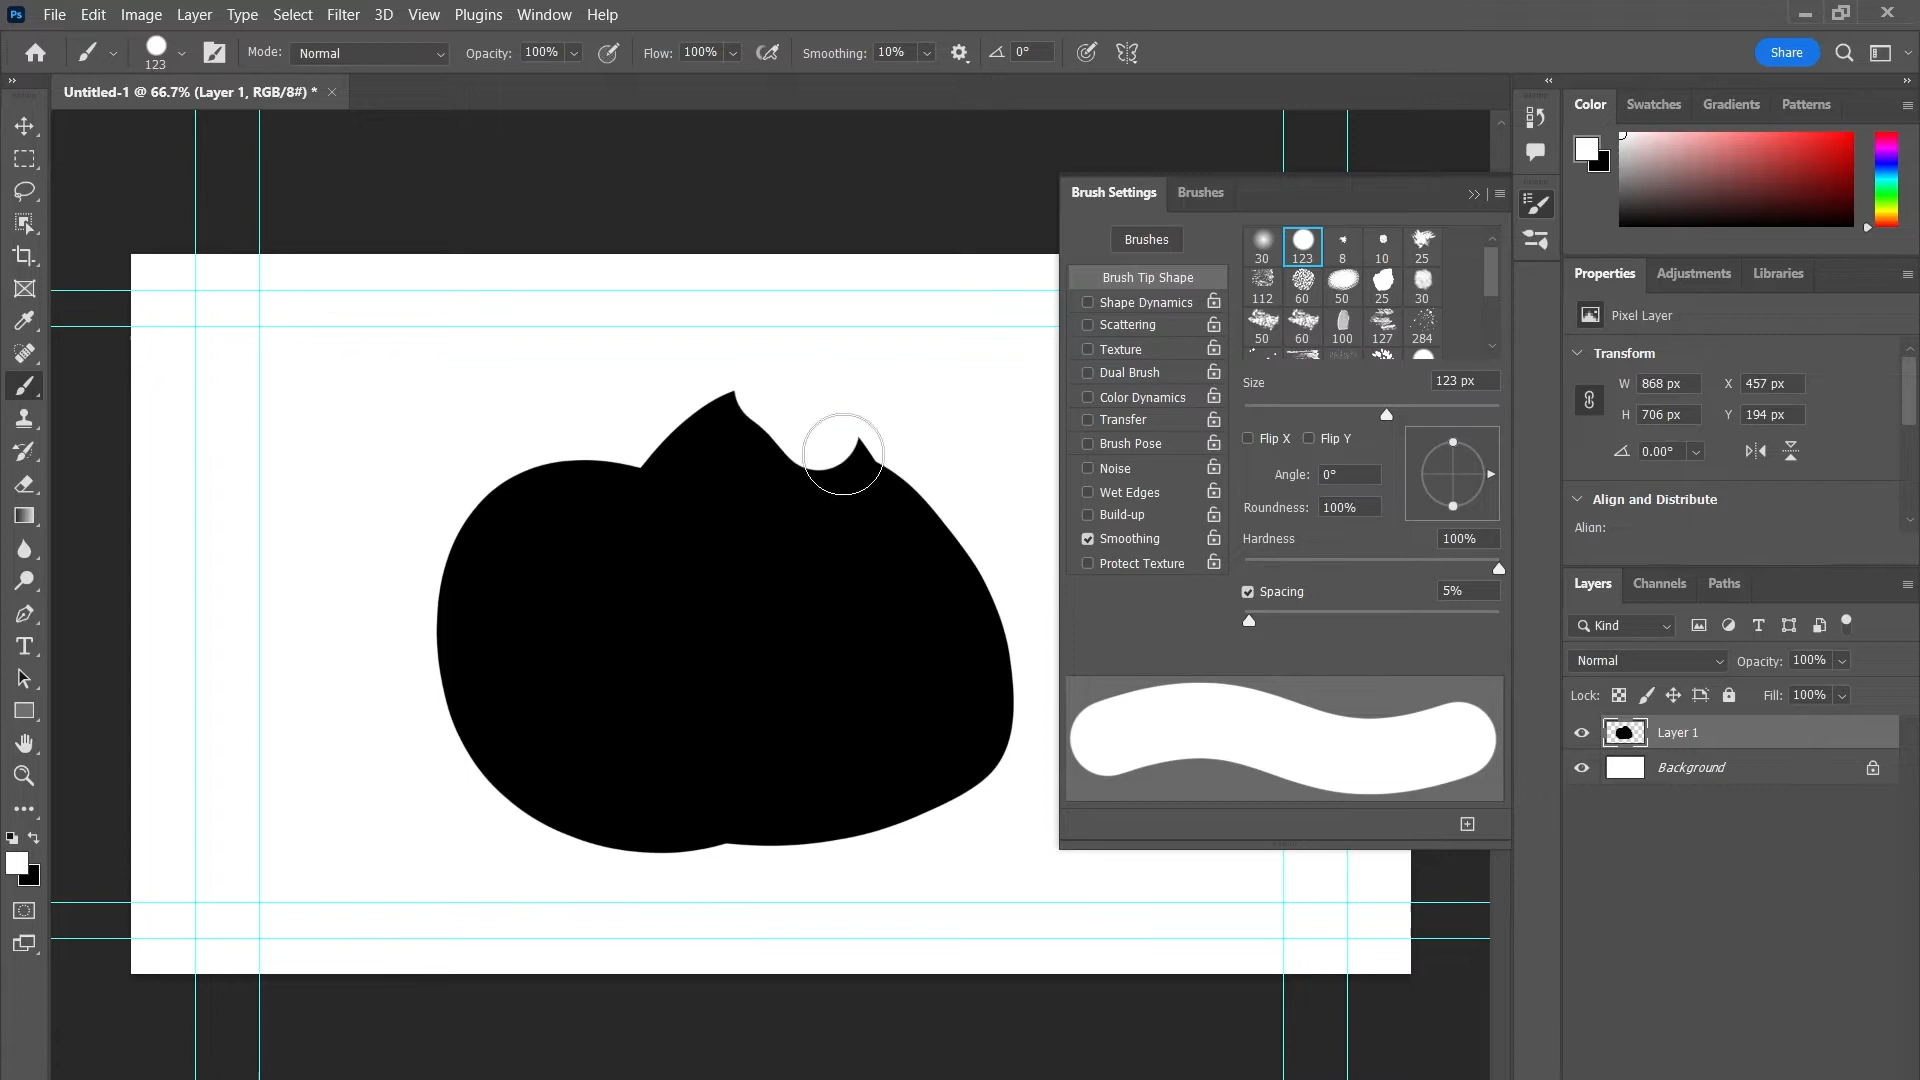 Ps File Edit Image Layer Type Select Filter 3D View Plugins Window Help
123 Mode: Normal Opacity: 100% Flow: 100% Smoothing: 10% 0° Share
Untitled-1 @ 66.7% (Layer 1, RGB/8#) *
Brush Settings Brushes
Brushes
Brush Tip Shape
Shape Dynamics
Scattering
Texture
Dual Brush
Color Dynamics
Transfer
Brush Pose
Noise
Wet Edges
Build-up
Smoothing
Protect Texture
30 123 8 10 25
112 60 50 25 30
50 60 100 127 284
Size 123 px
Flip X Flip Y
Angle: 0°
Roundness: 100%
Hardness 100%
Spacing 5%
Color Swatches Gradients Patterns
Properties Adjustments Libraries
Pixel Layer
Transform
W 868 px X 457 px
H 706 px Y 194 px
0.00°
Align and Distribute
Align:
Layers Channels Paths
Kind
Normal Opacity: 100%
Lock: Fill: 100%
Layer 1
Background